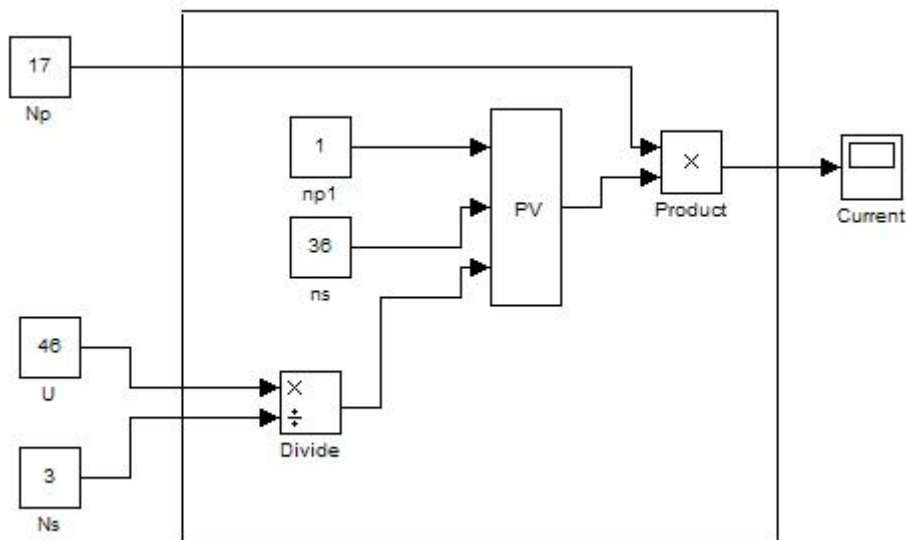 17
Np
1
np1
36
ns
PV
×
Product
Current
46
U
×
÷
Divide
3
Ns